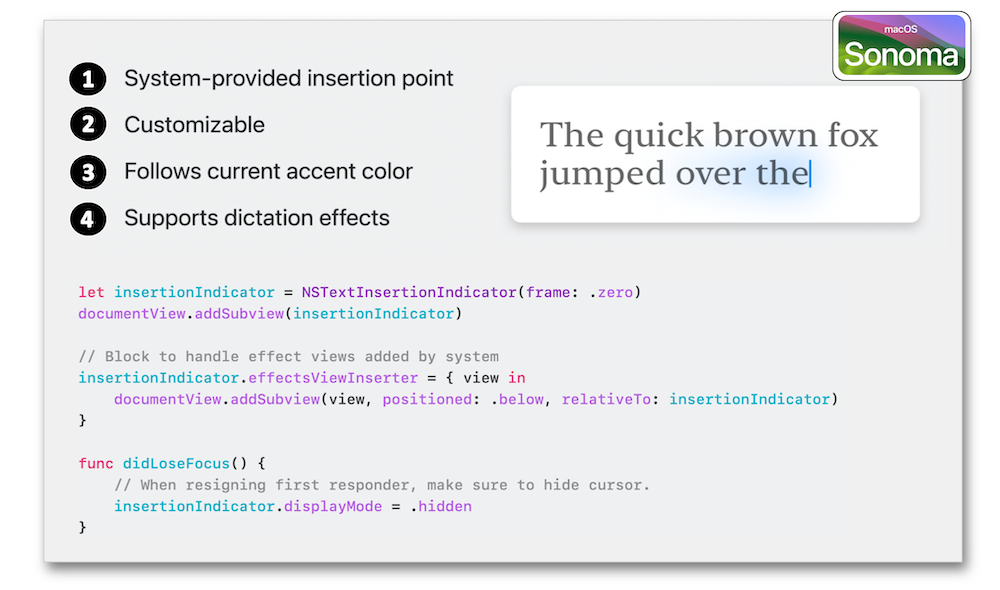 macOS
Sonoma
1 System-provided insertion point
2 Customizable
3 Follows current accent color
4 Supports dictation effects
The quick brown fox
jumped over the
let insertionIndicator = NSTextInsertionIndicator(frame: .zero)
documentView.addSubview(insertionIndicator)
// Block to handle effect views added by system
insertionIndicator.effectsViewInserter = { view in
    documentView.addSubview(view, positioned: .below, relativeTo: insertionIndicator)
}
func didLoseFocus() {
    // When resigning first responder, make sure to hide cursor.
    insertionIndicator.displayMode = .hidden
}